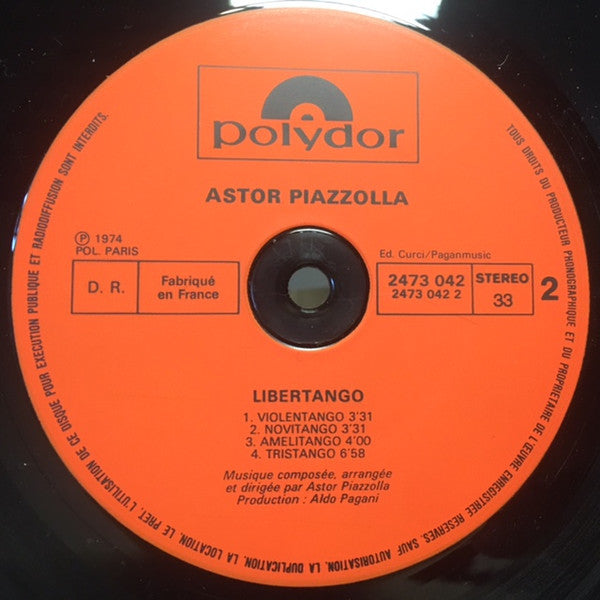 polydor
ASTOR PIAZZOLLA
℗ 1974
POL. PARIS
D. R.
Fabriqué
en France
Ed. Curci/Paganmusic
2473 042
2473 042 2
STEREO
33
2
LIBERTANGO
1. VIOLENTANGO 3'31
2. NOVITANGO 3'31
3. AMELITANGO 4'00
4. TRISTANGO 6'58
Musique composée, arrangée
et dirigée par Astor Piazzolla
Production : Aldo Pagani
TOUS DROITS DU PRODUCTEUR PHONOGRAPHIQUE ET DU PROPRIETAIRE DE L'ŒUVRE ENREGISTREE RESERVES. SAUF AUTORISATION, LA DUPLICATION, LA LOCATION, LE PRET, L'UTILISATION DE CE DISQUE POUR EXECUTION PUBLIQUE ET RADIODIFFUSION SONT INTERDITS.